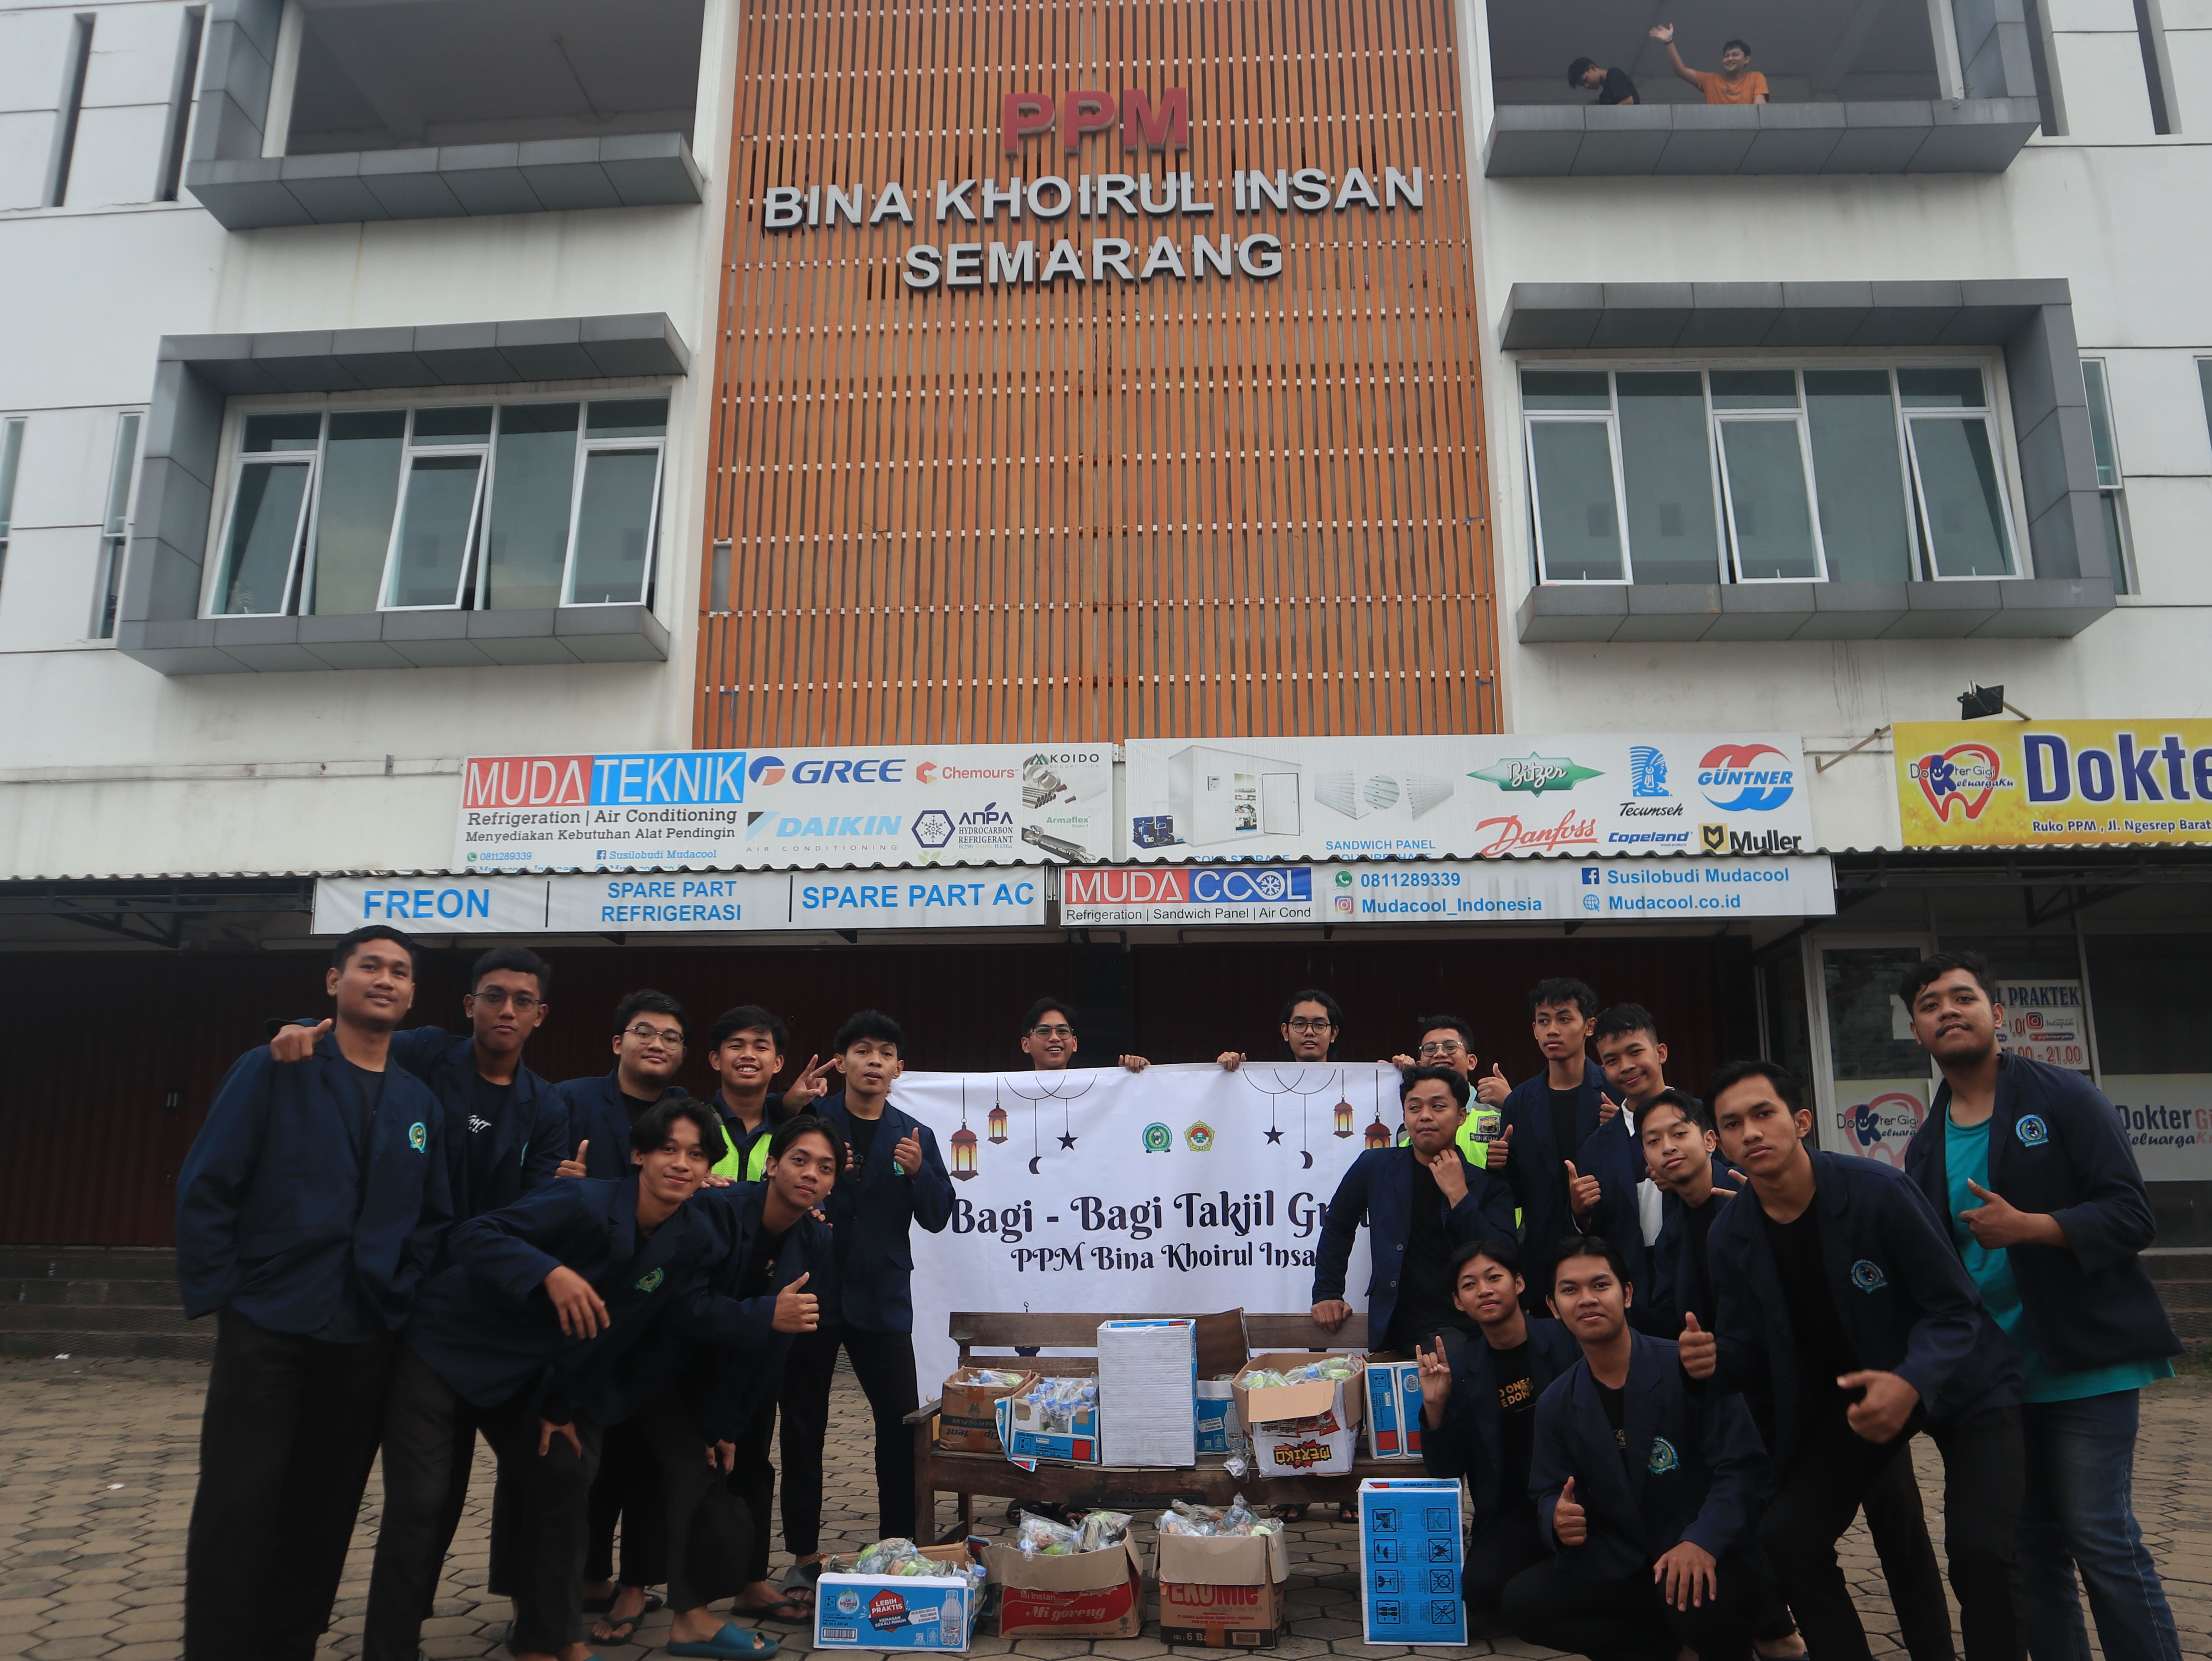 PPM
BINA KHOIRUL INSAN
SEMARANG
MUDA TEKNIK
Refrigeration | Air Conditioning
Menyediakan Kebutuhan Alat Pendingin
0811289339
Susilobudi Mudacool
GREE
Chemours
KOIDO
DAIKIN
AIR CONDITIONING
ANPA
HYDROCARBON
REFRIGERANT
Armaflex
SANDWICH PANEL
Bitzer
Tecumseh
GÜNTNER
Danfoss
Copeland
Muller
Dokter Gigi
KeluargaKu
Dokte
Ruko PPM , Jl. Ngesrep Barat
FREON
SPARE PART
REFRIGERASI
SPARE PART AC
MUDA COOL
Refrigeration | Sandwich Panel | Air Cond
0811289339
Mudacool_Indonesia
Susilobudi Mudacool
Mudacool.co.id
PRAKTEK
- 21.00
Dokter
Bagi - Bagi Takjil
PPM Bina Khoirul Insa
LEBIH
PRAKTIS
Mi goreng